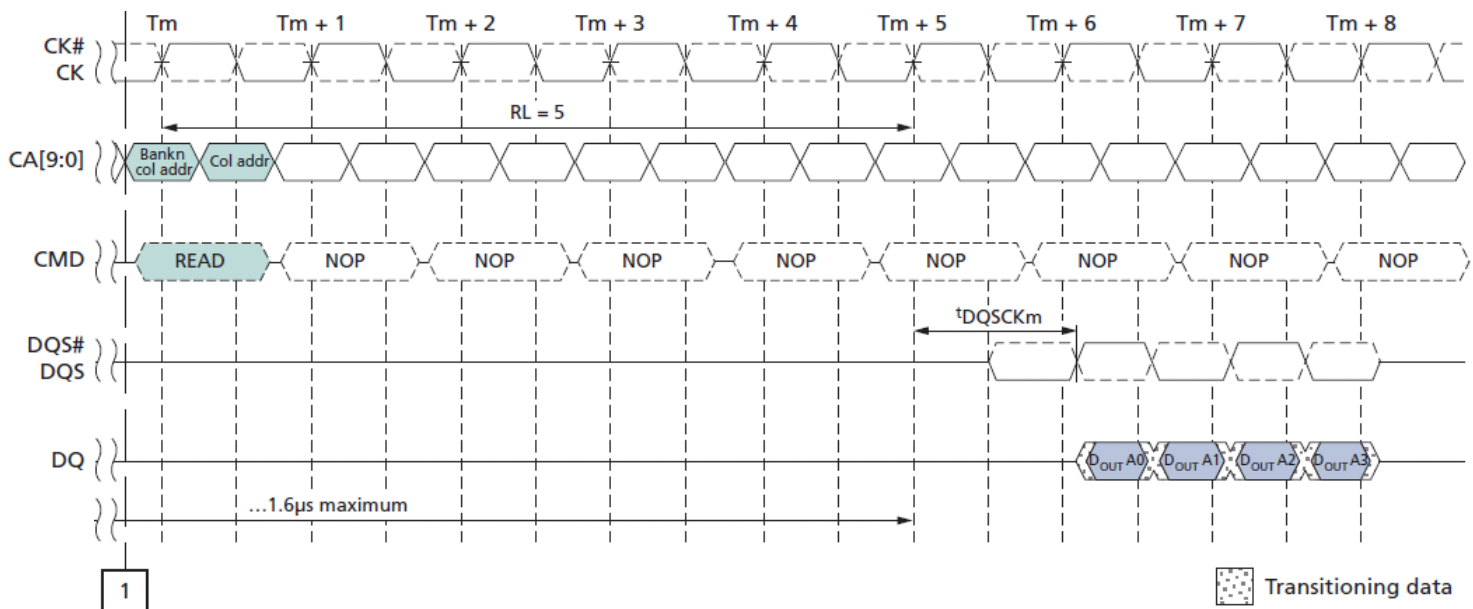 Tm Tm + 1 Tm + 2 Tm + 3 Tm + 4 Tm + 5 Tm + 6 Tm + 7 Tm + 8
CK#
CK
RL = 5
CA[9:0]
Bankn
col addr
Col addr
CMD READ NOP NOP NOP NOP NOP NOP NOP NOP
tDQSCKm
DQS#
DQS
DQ DOUT A0 DOUT A1 DOUT A2 DOUT A3
…1.6µs maximum
1
Transitioning data